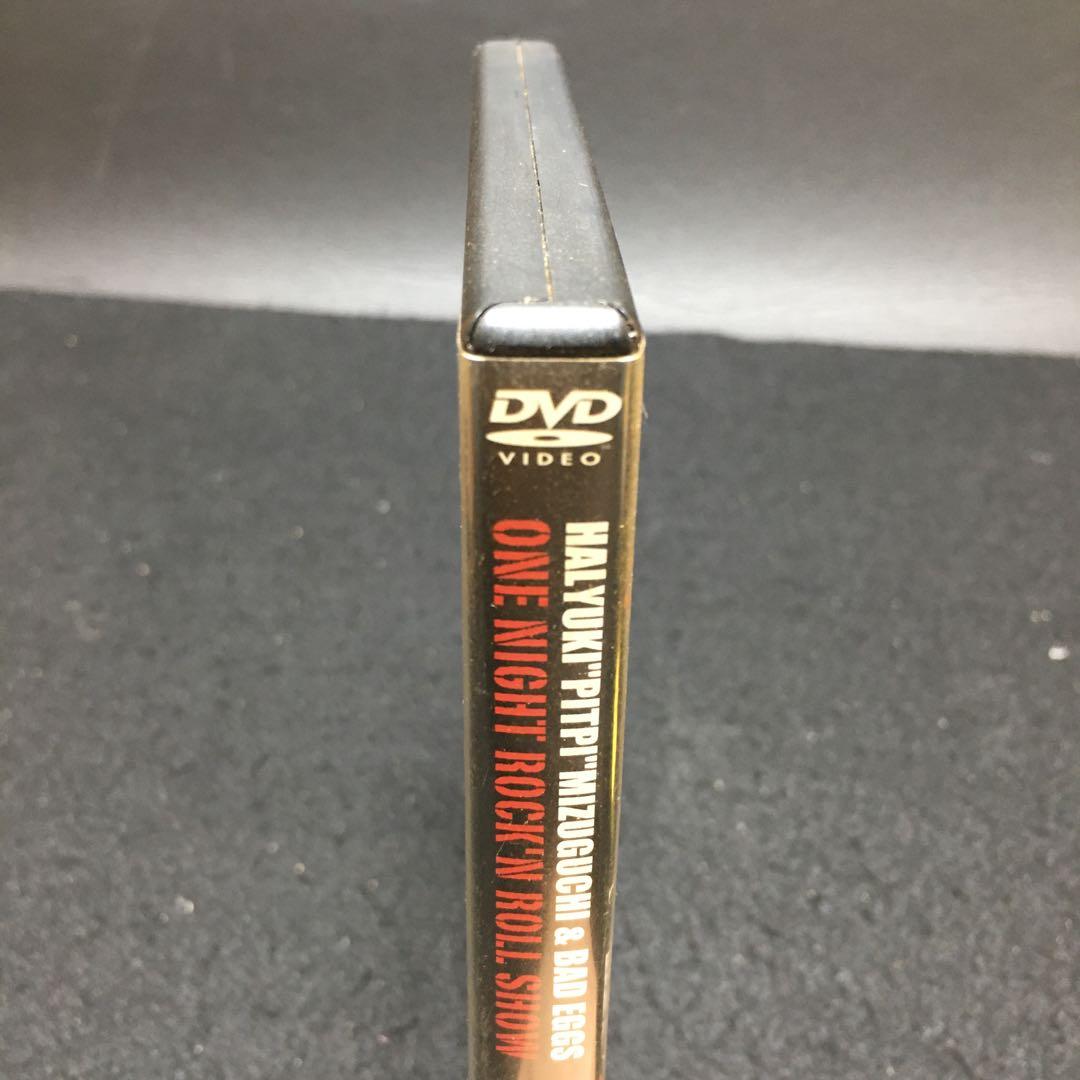 DVD
VIDEO
HALYUKI"PITPI"MIZUGUCHI & BAD EGGS
ONE NIGHT ROCK'N ROLL SHOW